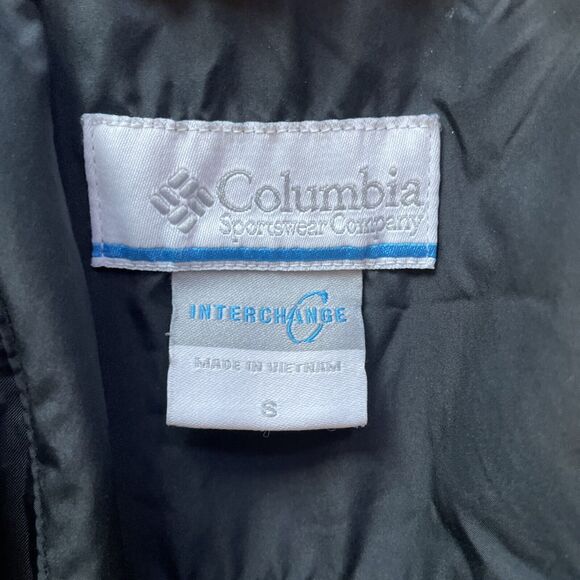 Columbia
Sportswear Company
INTERCHANGE
MADE IN VIETNAM
S